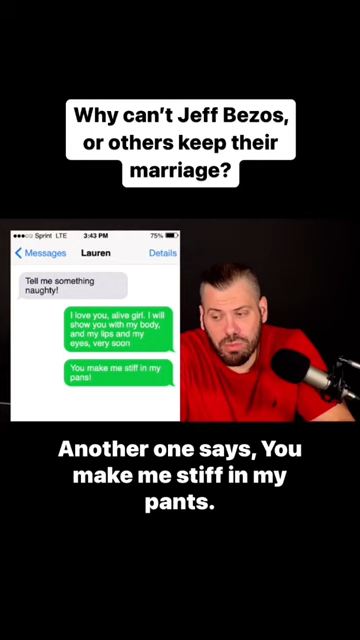 Why can't Jeff Bezos,
or others keep their
marriage?
Sprint LTE 3:43 PM 75%
Messages Lauren Details
Tell me something
naughty!
I love you, alive girl. I will
show you with my body,
and my lips and my
eyes, very soon
You make me stiff in my
pans!
Another one says, You
make me stiff in my
pants.